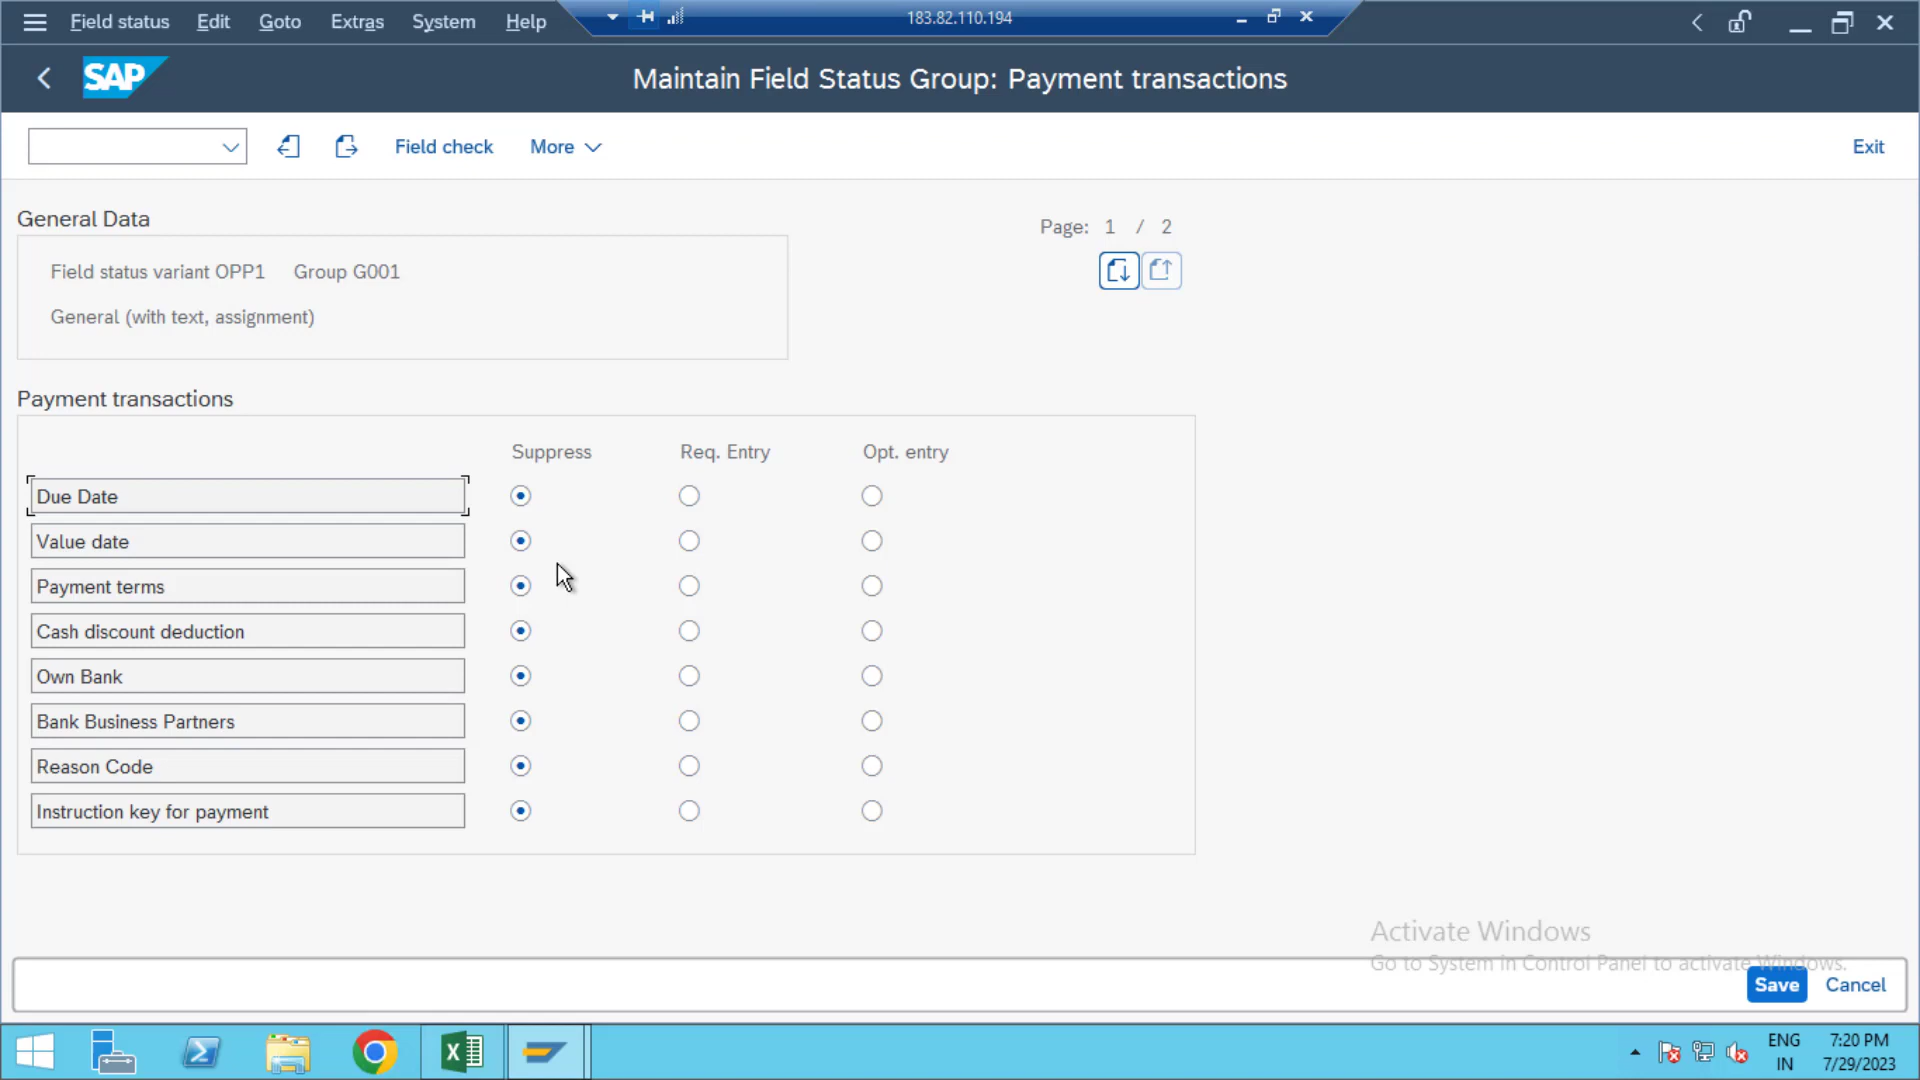 Field status Edit Goto Extras System Help 183.82.110.194
SAP Maintain Field Status Group: Payment transactions
Field check More Exit
General Data
Page: 1 / 2
Field status variant OPP1 Group G001
General (with text, assignment)
Payment transactions
Suppress Req. Entry Opt. entry
Due Date
Value date
Payment terms
Cash discount deduction
Own Bank
Bank Business Partners
Reason Code
Instruction key for payment
Activate Windows
Go to System in Control Panel to activate Windows.
Save Cancel
ENG 7:20 PM
IN 7/29/2023